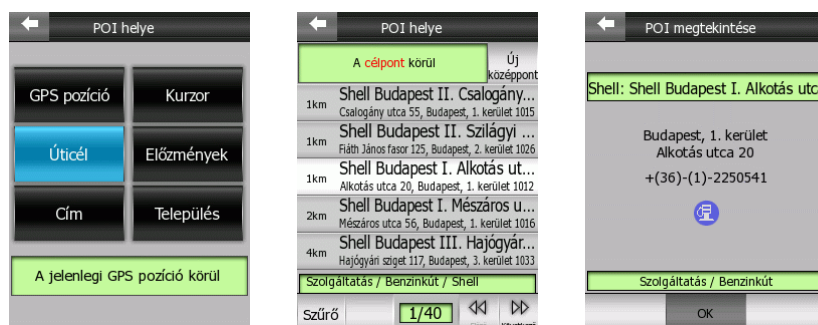 POI helye
GPS pozíció
Kurzor
Úticél
Előzmények
Cím
Település
A jelenlegi GPS pozíció körül
POI helye
A célpont körül
Új
középpont
1km
Shell Budapest II. Csalogány...
Csalogány utca 55, Budapest, 1. kerület 1015
1km
Shell Budapest II. Szilágyi ...
Fiáth János fasor 125, Budapest, 2. kerület 1026
1km
Shell Budapest I. Alkotás ut...
Alkotás utca 20, Budapest, 1. kerület 1012
2km
Shell Budapest I. Mészáros u...
Mészáros utca 56, Budapest, 1. kerület 1016
4km
Shell Budapest III. Hajógyár...
Hajógyári sziget 117, Budapest, 3. kerület 1033
Szolgáltatás / Benzinkút / Shell
Szűrő
1/40
POI megtekintése
Shell: Shell Budapest I. Alkotás utc
Budapest, 1. kerület
Alkotás utca 20
+(36)-(1)-2250541
Szolgáltatás / Benzinkút
OK